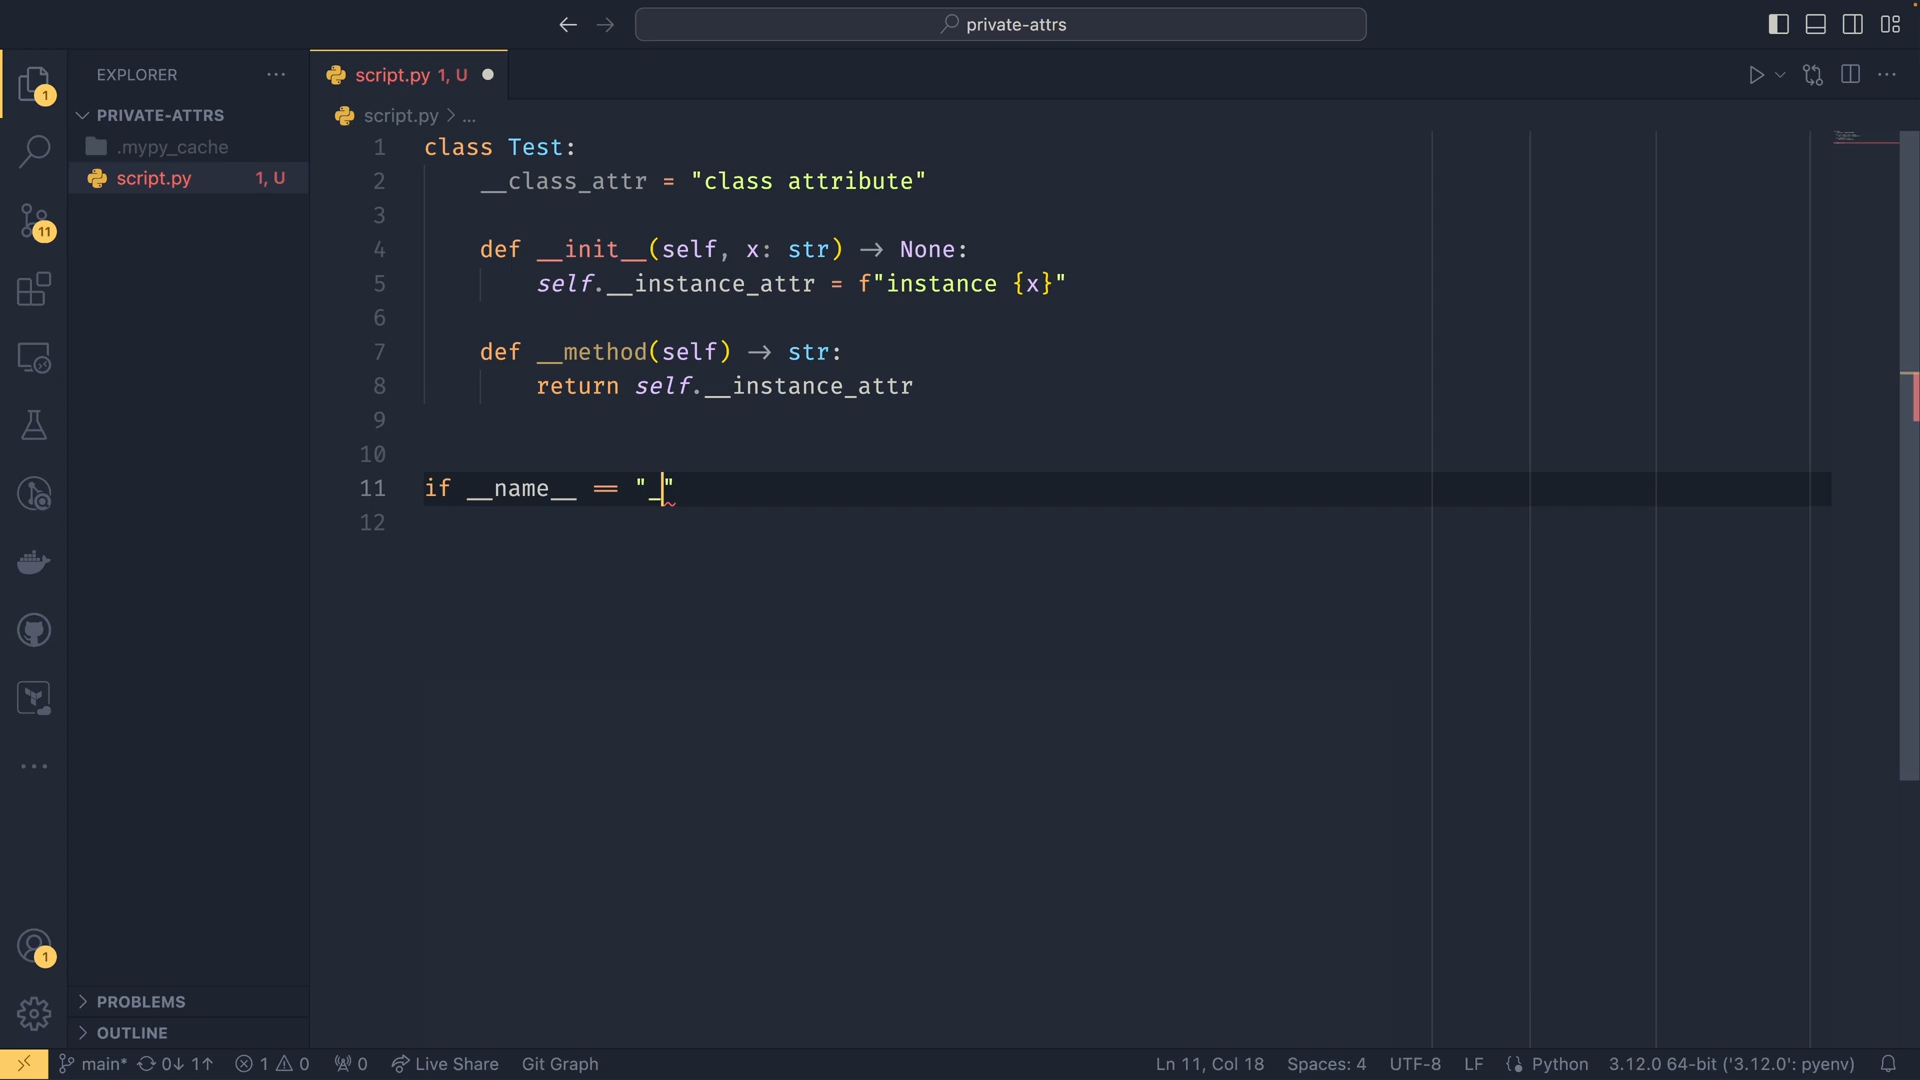 private-attrs
EXPLORER
script.py 1, U
PRIVATE-ATTRS
.mypy_cache
script.py 1, U
script.py > ...
1 class Test:
2 __class_attr = "class attribute"
3
4 def __init__(self, x: str) -> None:
5 self.__instance_attr = f"instance {x}"
6
7 def __method(self) -> str:
8 return self.__instance_attr
9
10
11 if __name__ == "_"
12
1
11
1
PROBLEMS
OUTLINE
main* 0↓ 1↑ 1 0 0 Live Share Git Graph
Ln 11, Col 18 Spaces: 4 UTF-8 LF Python 3.12.0 64-bit ('3.12.0': pyenv)